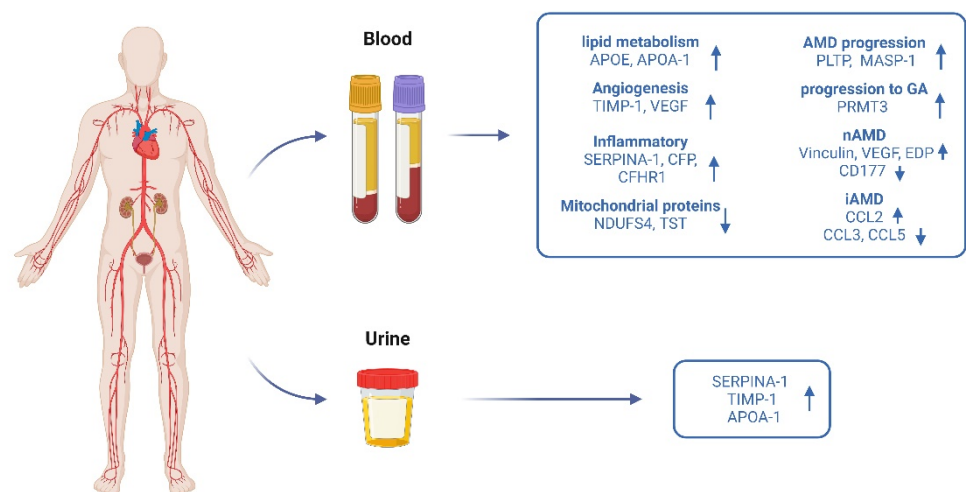 Blood
lipid metabolism
APOE, APOA-1
Angiogenesis
TIMP-1, VEGF
Inflammatory
SERPINA-1, CFP,
CFHR1
Mitochondrial proteins
NDUFS4, TST
AMD progression
PLTP, MASP-1
progression to GA
PRMT3
nAMD
Vinculin, VEGF, EDP
CD177
iAMD
CCL2
CCL3, CCL5
Urine
SERPINA-1
TIMP-1
APOA-1